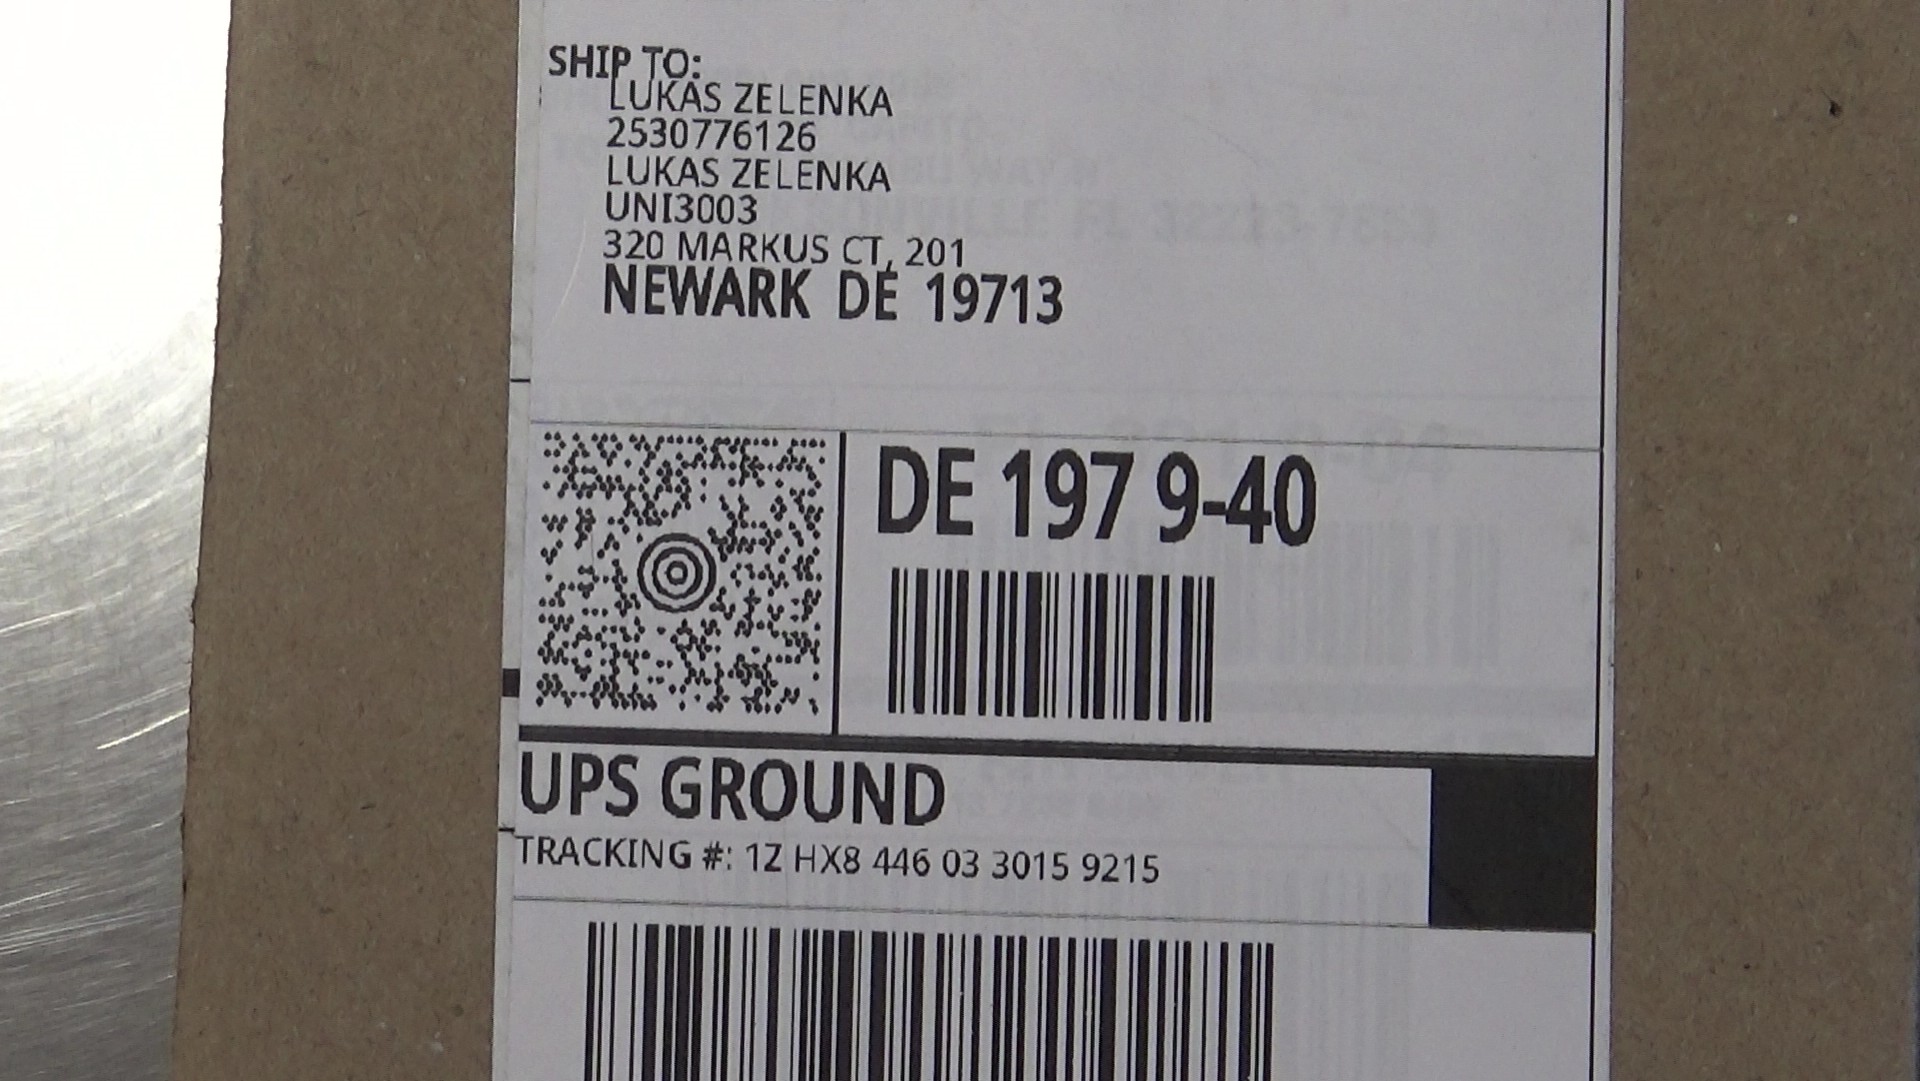 SHIP TO:
LUKAS ZELENKA
2530776126
LUKAS ZELENKA
UNI3003
320 MARKUS CT, 201
NEWARK DE 19713
DE 197 9-40
UPS GROUND
TRACKING #: 1Z HX8 446 03 3015 9215